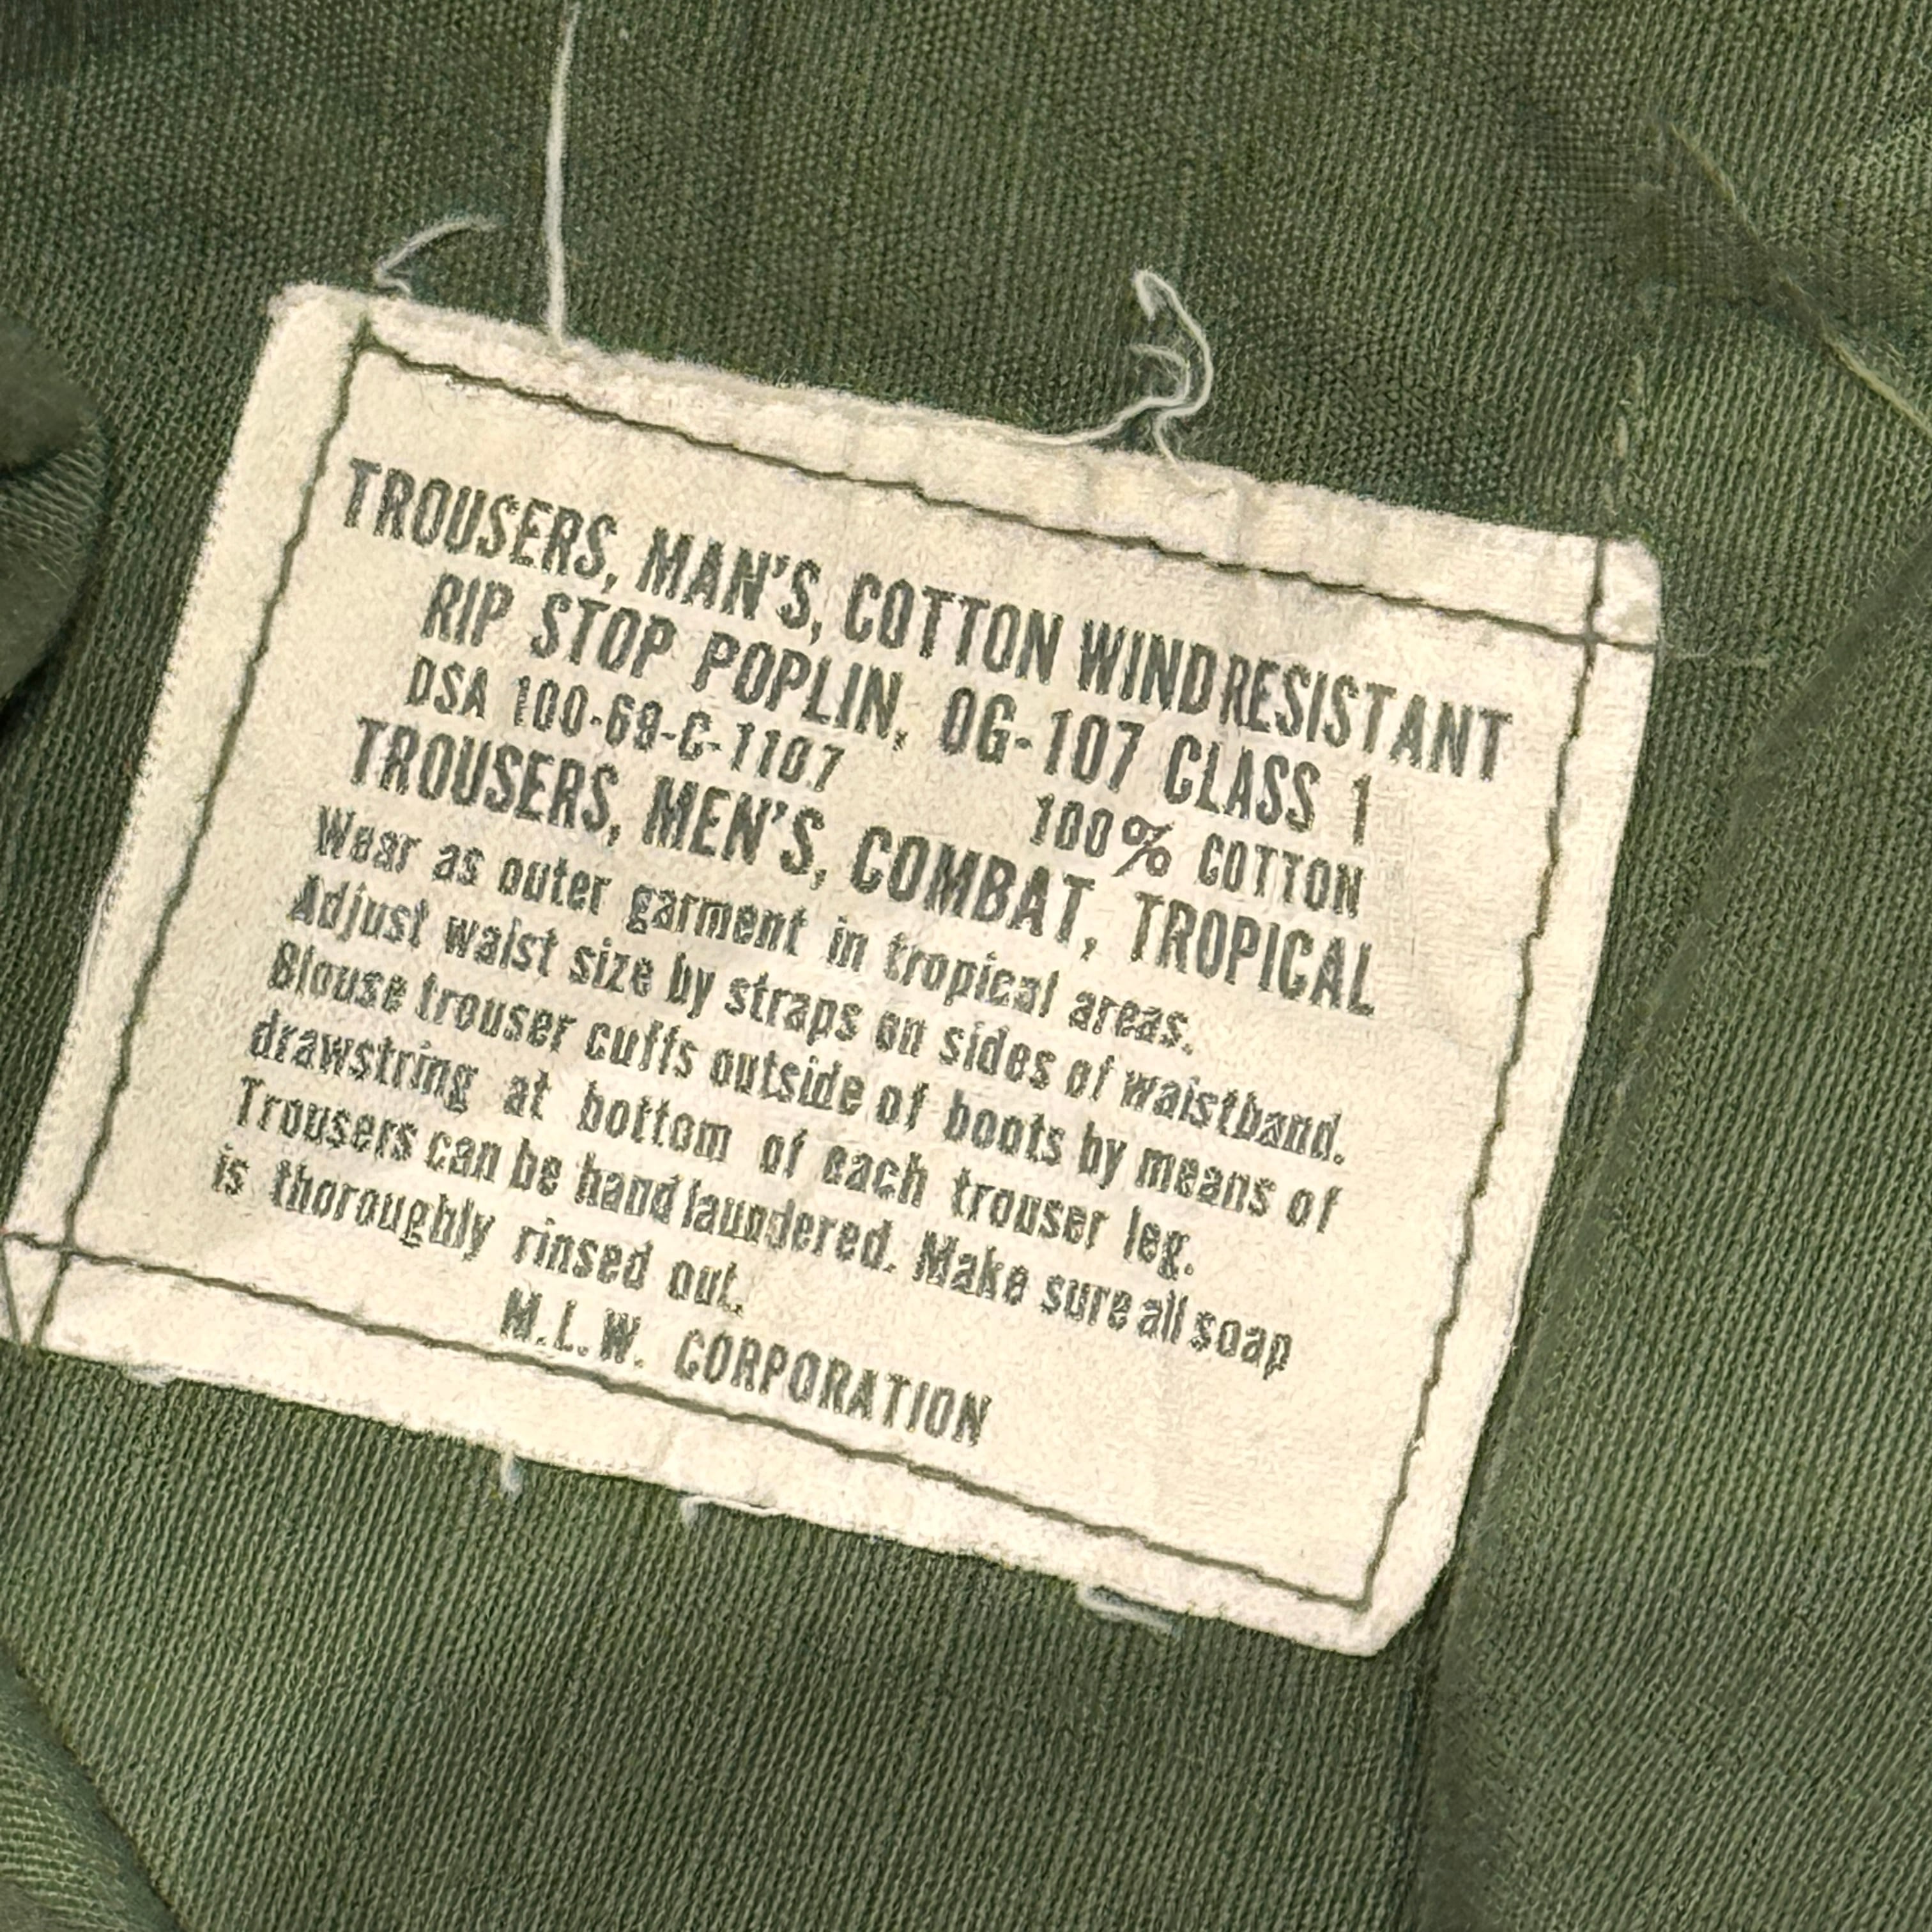 TROUSERS, MAN'S, COTTON WINDRESISTANT
RIP STOP POPLIN, OG-107 CLASS 1
DSA 100-69-C-1107 100% COTTON
TROUSERS, MEN'S, COMBAT, TROPICAL
Wear as outer garment in tropical areas.
Adjust waist size by straps on sides of waistband.
Blouse trouser cuffs outside of boots by means of
drawstring at bottom of each trouser leg.
Trousers can be hand laundered. Make sure all soap
is thoroughly rinsed out.
M.L.W. CORPORATION